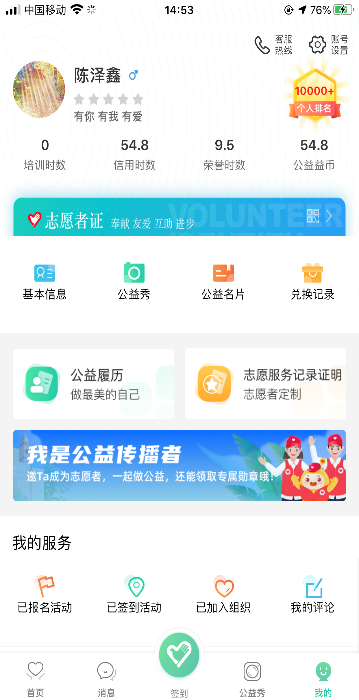 中国移动
14:53
76%
客服
热线
账号
设置
陈泽鑫
有你 有我 有爱
10000+
个人排名
0
54.8
9.5
54.8
培训时数
信用时数
荣誉时数
公益益币
志愿者证 奉献 友爱 互助 进步
VOLUNTEER
基本信息
公益秀
公益名片
兑换记录
公益履历
做最美的自己
志愿服务记录证明
志愿者定制
我是公益传播者
邀Ta成为志愿者，一起做公益，还能领取专属勋章哦！
我的服务
已报名活动
已签到活动
已加入组织
我的评论
首页
消息
签到
公益秀
我的